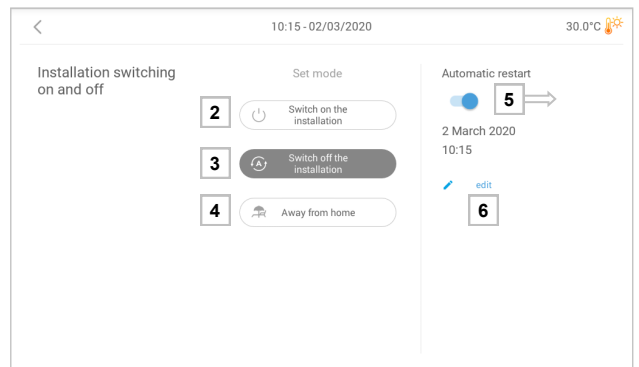 10:15 - 02/03/2020
30.0°C
Installation switching
on and off
Set mode
2
Switch on the
installation
3
A
Switch off the
installation
4
Away from home
Automatic restart
5
2 March 2020
10:15
edit
6